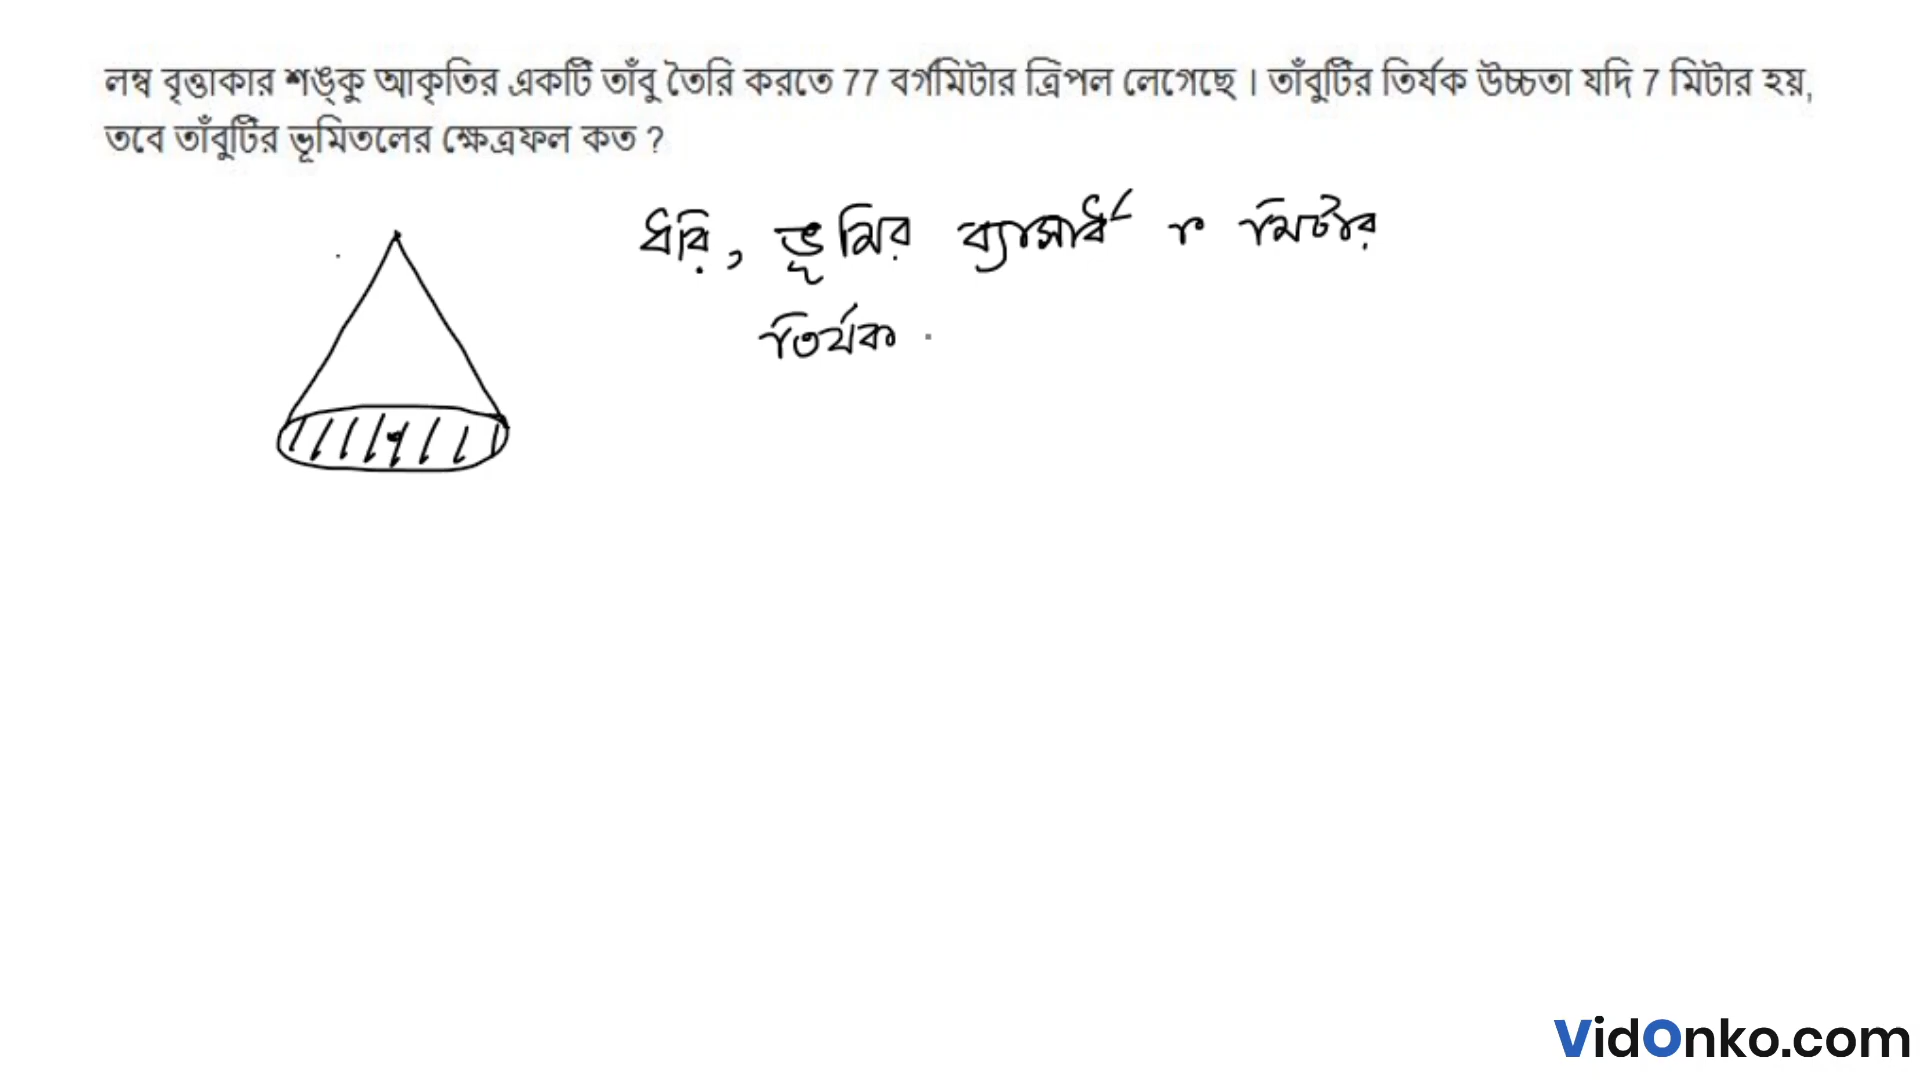 লম্ব বৃত্তাকার শঙ্কু আকৃতির একটি তাঁবু তৈরি করতে 77 বর্গমিটার ত্রিপল লেগেছে । তাঁবুটির তির্যক উচ্চতা যদি 7 মিটার হয়,
তবে তাঁবুটির ভূমিতলের ক্ষেত্রফল কত ?
ধরি, ভূমির ব্যাসার্ধ r মিটার
তির্যক
VidOnko.com